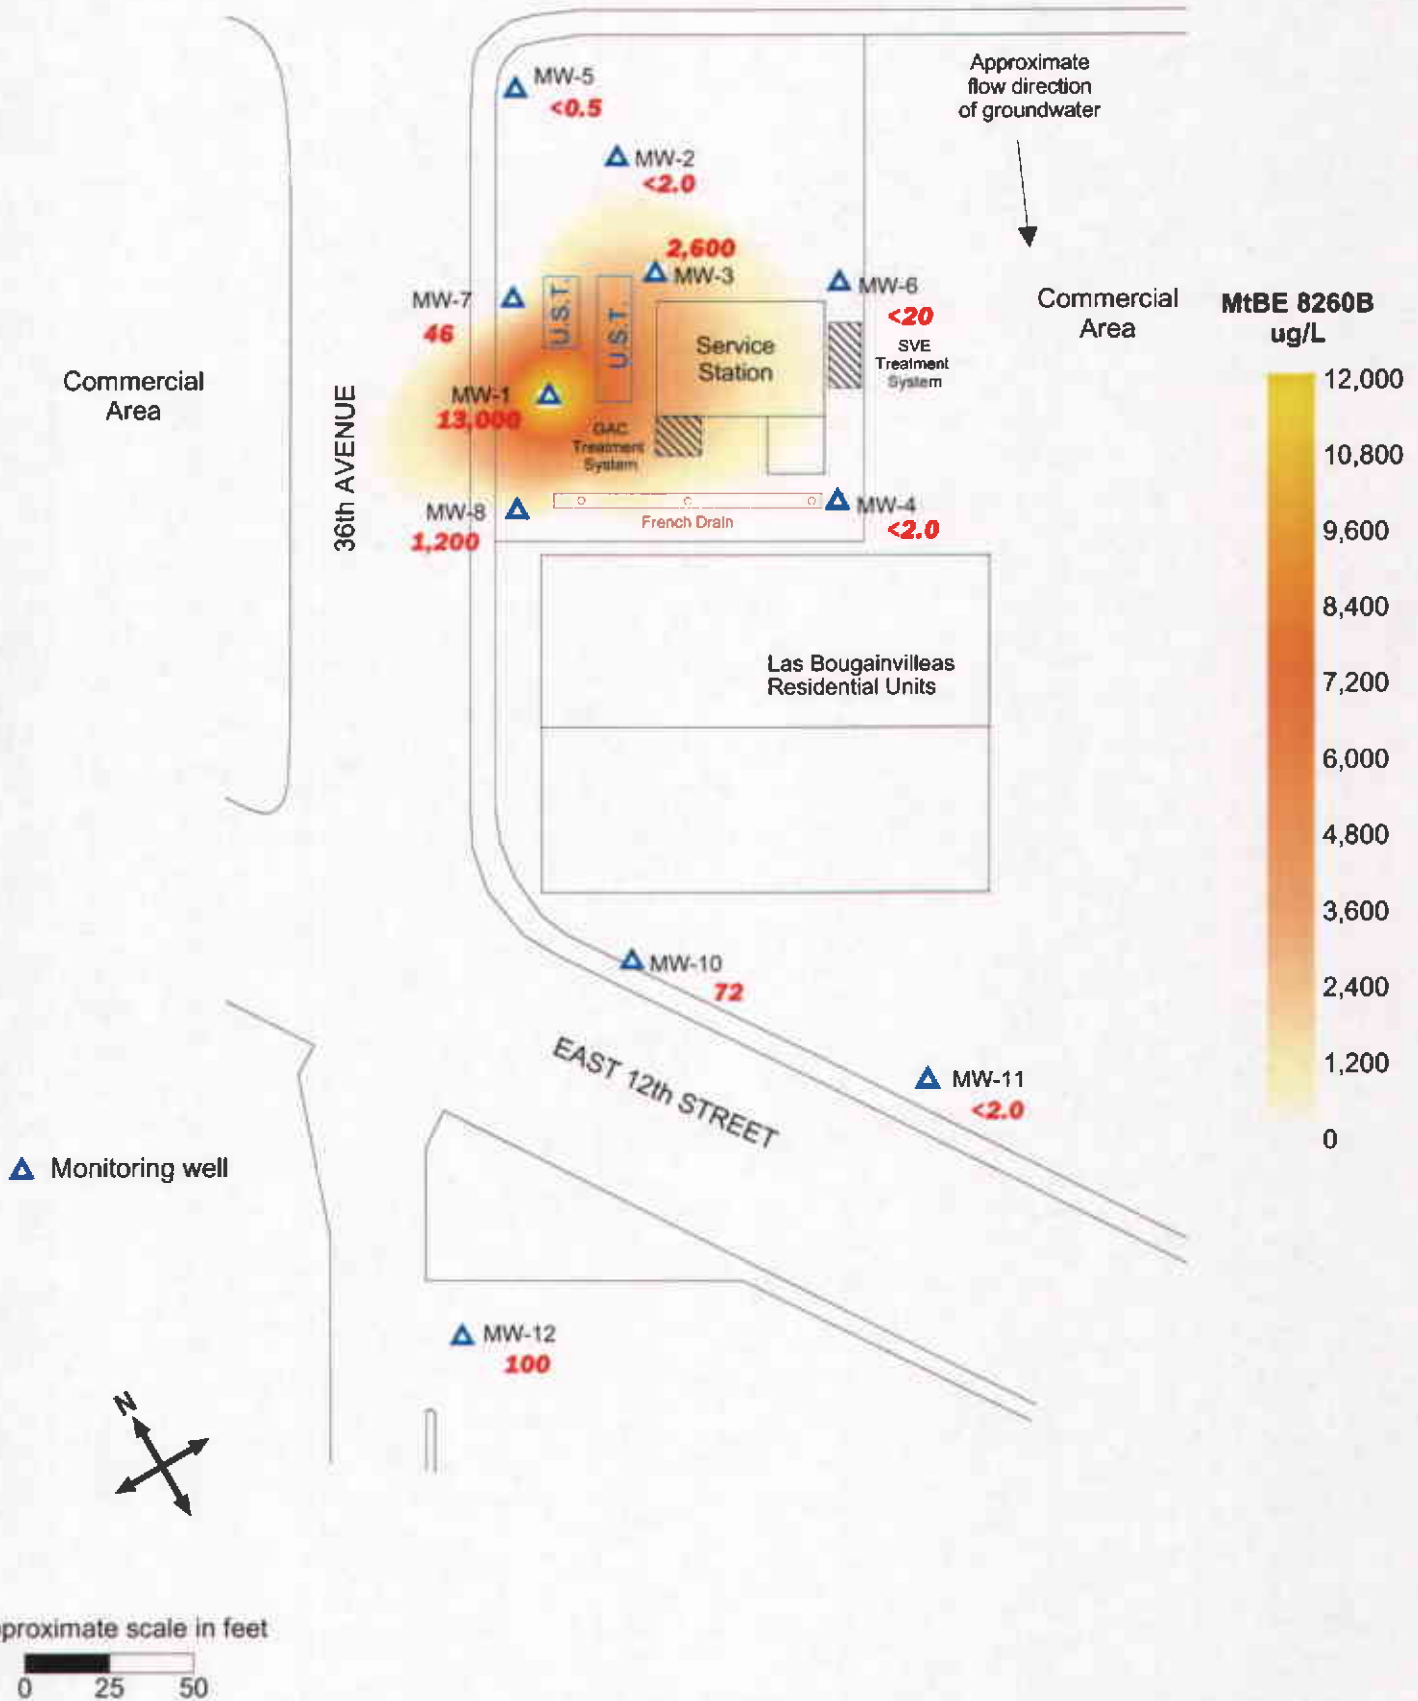 MW-5
<0.5
Approximate
flow direction
of groundwater
MW-2
<2.0
2,600
MW-3
MW-7
46
U.S.T.
U.S.T.
MW-6
<20
SVE
Treatment
System
Service
Station
Commercial
Area
MtBE 8260B
ug/L
12,000
10,800
9,600
8,400
7,200
6,000
4,800
3,600
2,400
1,200
0
Commercial
Area
36th AVENUE
MW-1
13,000
GAC
Treatment
System
MW-8
1,200
French Drain
MW-4
<2.0
Las Bougainvilleas
Residential Units
MW-10
72
EAST 12th STREET
MW-11
<2.0
Monitoring well
MW-12
100
N
proximate scale in feet
0 25 50